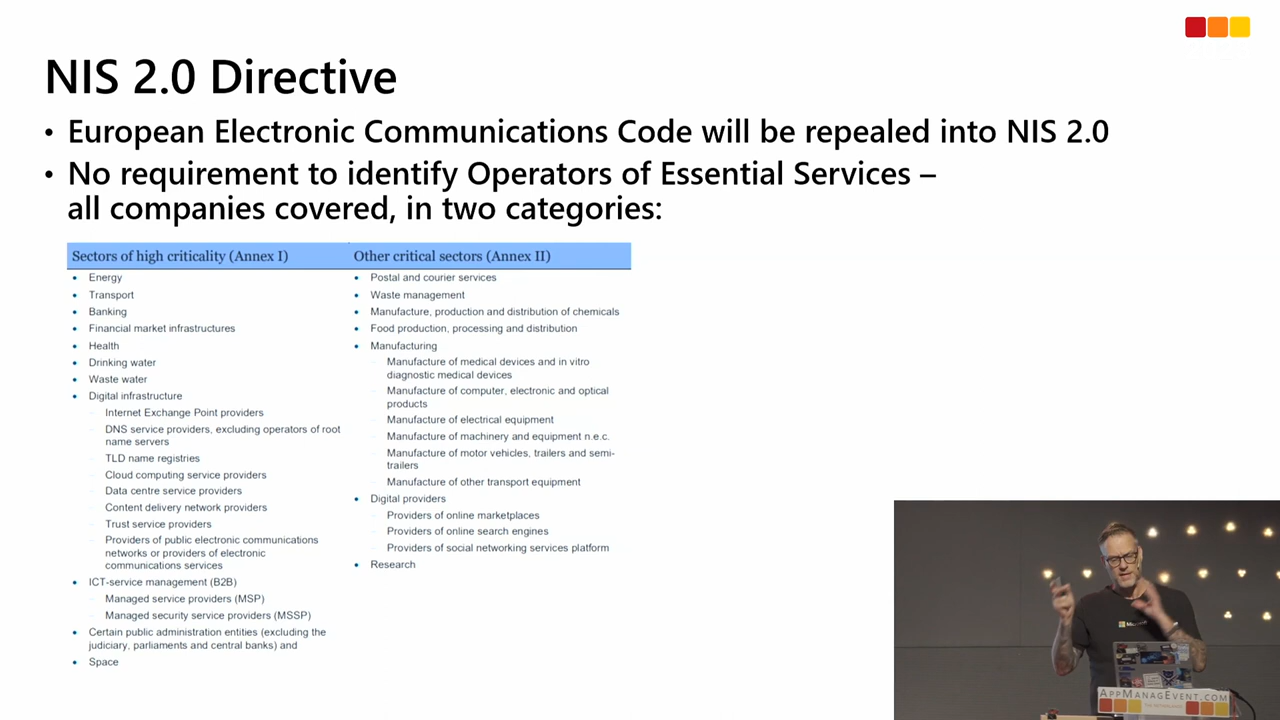 NIS 2.0 Directive
• European Electronic Communications Code will be repealed into NIS 2.0
• No requirement to identify Operators of Essential Services –
all companies covered, in two categories:
Sectors of high criticality (Annex I)
• Energy
• Transport
• Banking
• Financial market infrastructures
• Health
• Drinking water
• Waste water
• Digital infrastructure
Internet Exchange Point providers
DNS service providers, excluding operators of root
name servers
TLD name registries
Cloud computing service providers
Data centre service providers
Content delivery network providers
Trust service providers
Providers of public electronic communications
networks or providers of electronic
communications services
• ICT-service management (B2B)
Managed service providers (MSP)
Managed security service providers (MSSP)
• Certain public administration entities (excluding the
judiciary, parliaments and central banks) and
• Space
Other critical sectors (Annex II)
• Postal and courier services
• Waste management
• Manufacture, production and distribution of chemicals
• Food production, processing and distribution
• Manufacturing
Manufacture of medical devices and in vitro
diagnostic medical devices
Manufacture of computer, electronic and optical
products
Manufacture of electrical equipment
Manufacture of machinery and equipment n.e.c.
Manufacture of motor vehicles, trailers and semi-
trailers
Manufacture of other transport equipment
• Digital providers
Providers of online marketplaces
Providers of online search engines
Providers of social networking services platform
• Research
APPMANAGEVENT.COM